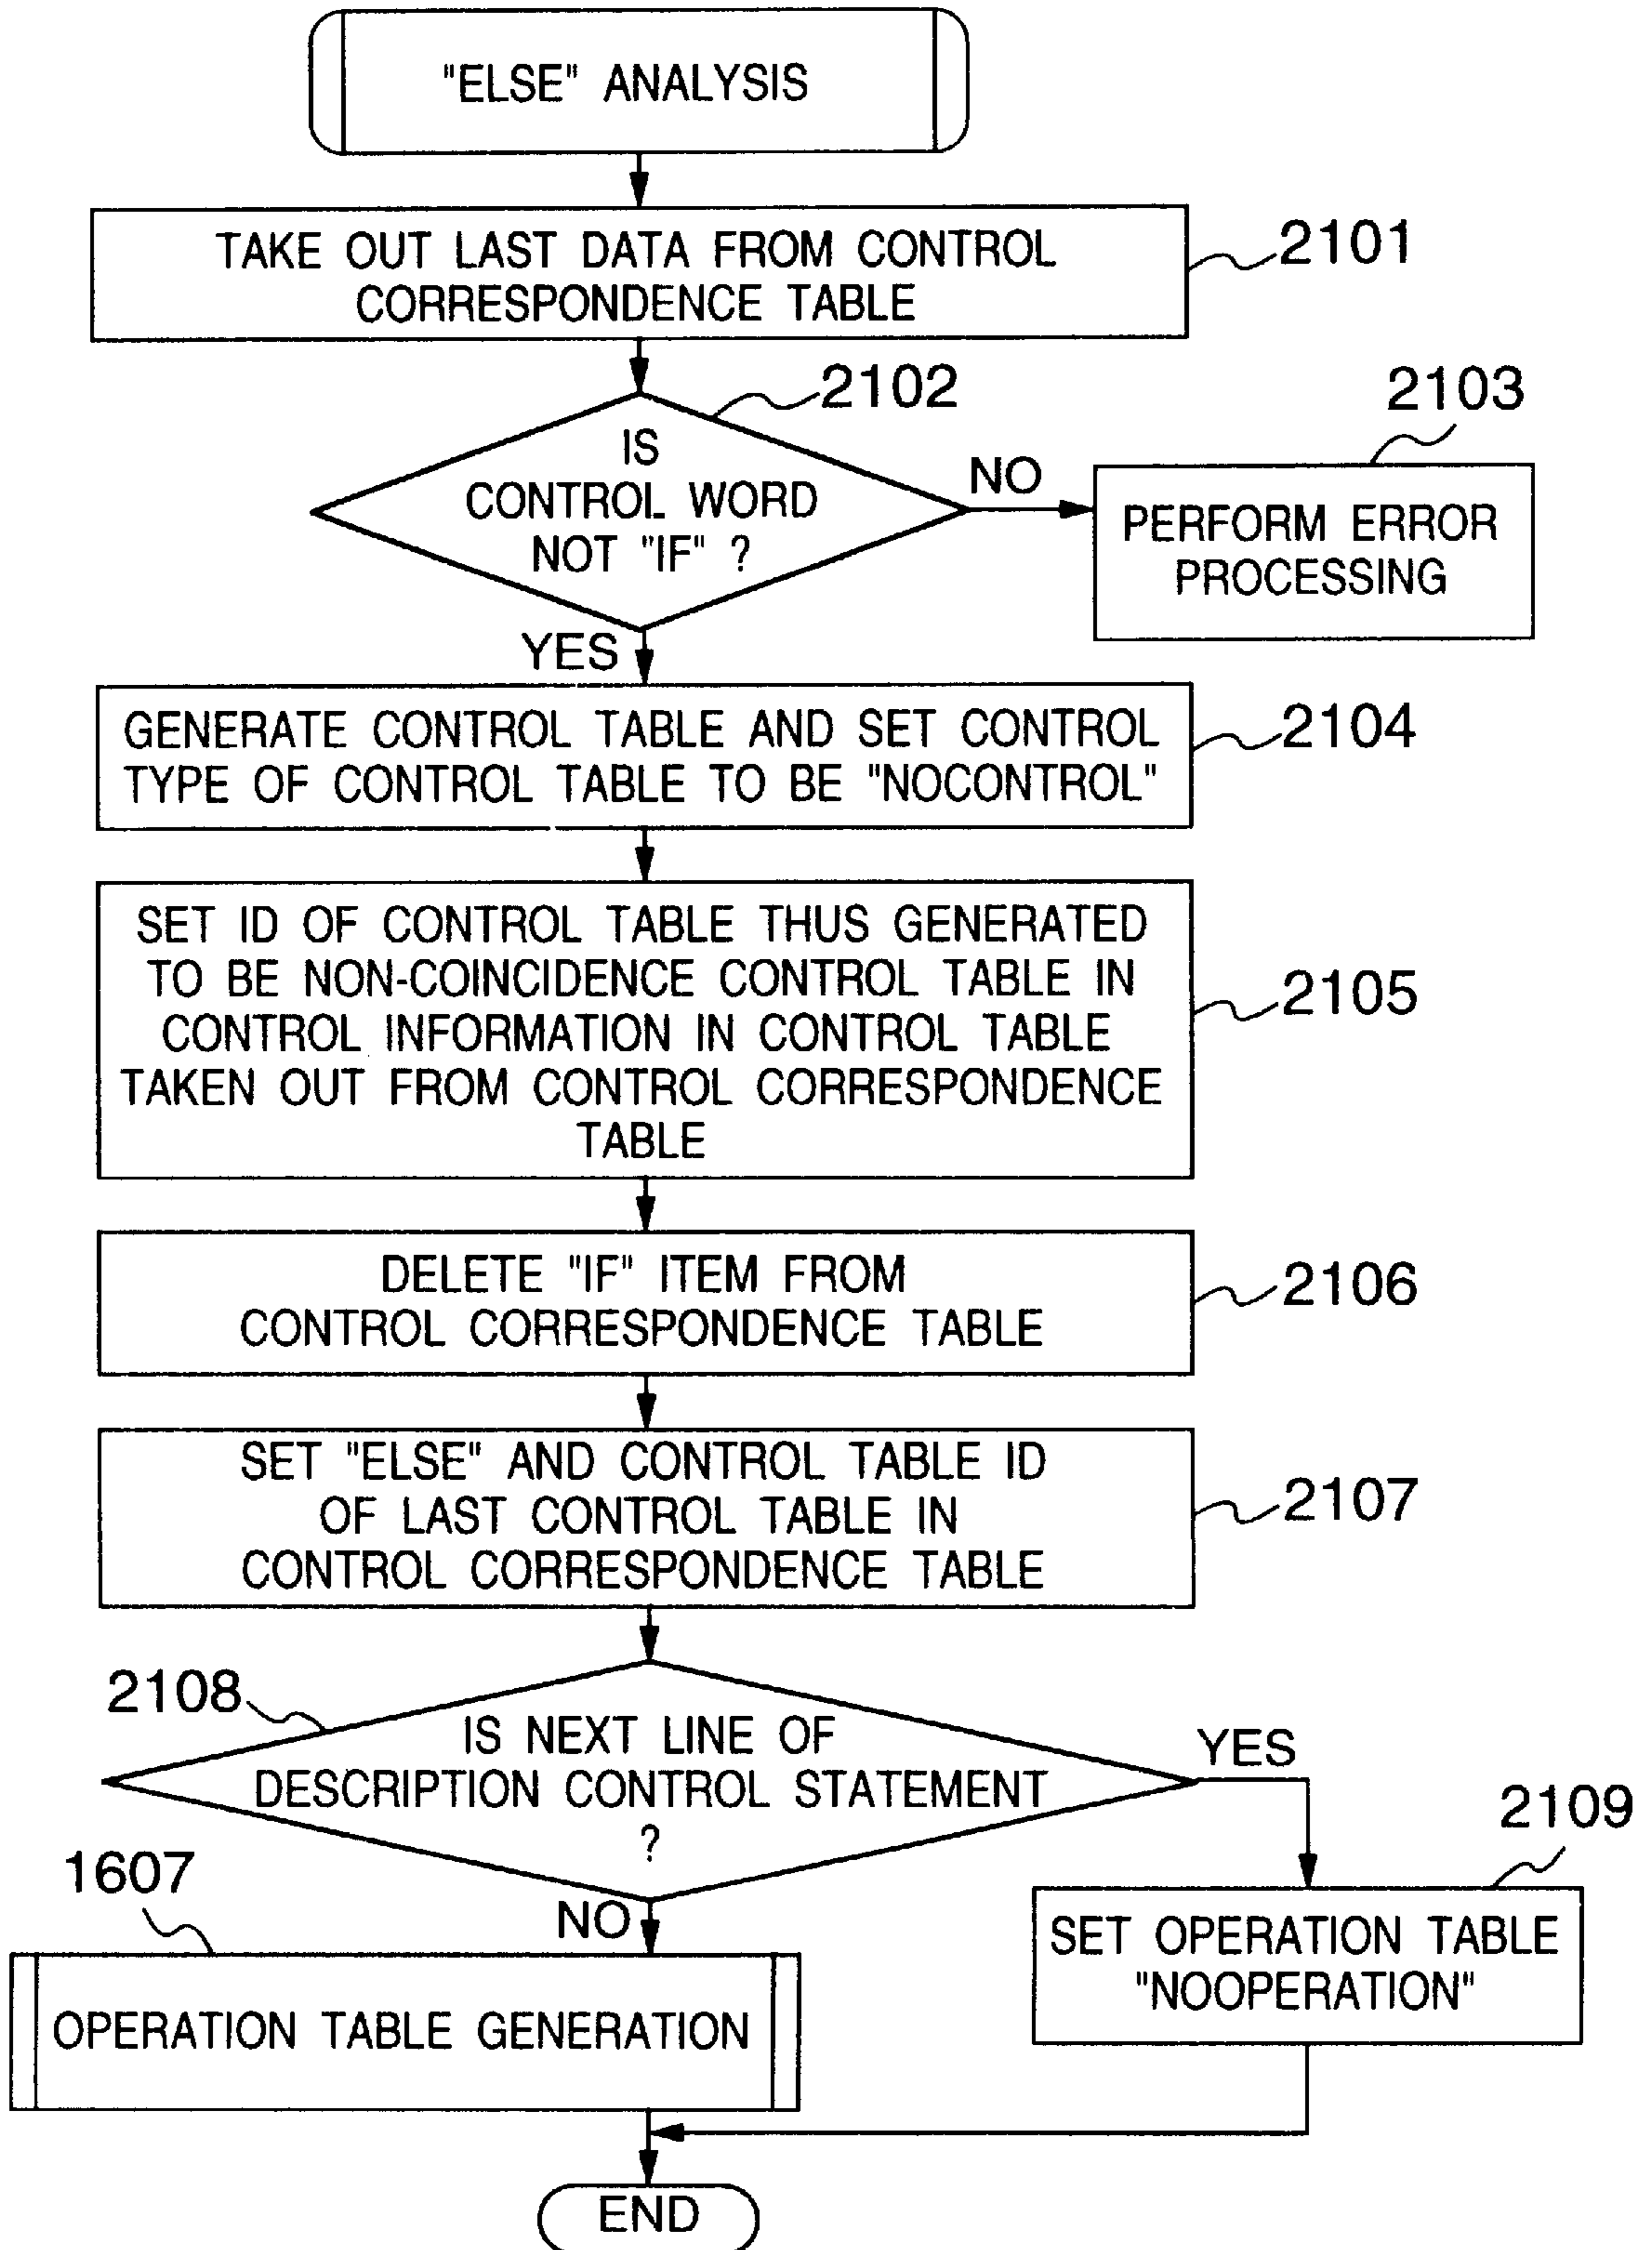 "ELSE" ANALYSIS
TAKE OUT LAST DATA FROM CONTROL
CORRESPONDENCE TABLE
2101
2102
IS
CONTROL WORD
NOT "IF" ?
NO
2103
PERFORM ERROR
PROCESSING
YES
GENERATE CONTROL TABLE AND SET CONTROL
TYPE OF CONTROL TABLE TO BE "NOCONTROL"
2104
SET ID OF CONTROL TABLE THUS GENERATED
TO BE NON-COINCIDENCE CONTROL TABLE IN
CONTROL INFORMATION IN CONTROL TABLE
TAKEN OUT FROM CONTROL CORRESPONDENCE
TABLE
2105
DELETE "IF" ITEM FROM
CONTROL CORRESPONDENCE TABLE
2106
SET "ELSE" AND CONTROL TABLE ID
OF LAST CONTROL TABLE IN
CONTROL CORRESPONDENCE TABLE
2107
2108
IS NEXT LINE OF
DESCRIPTION CONTROL STATEMENT
?
YES
2109
1607
NO
SET OPERATION TABLE
"NOOPERATION"
OPERATION TABLE GENERATION
END